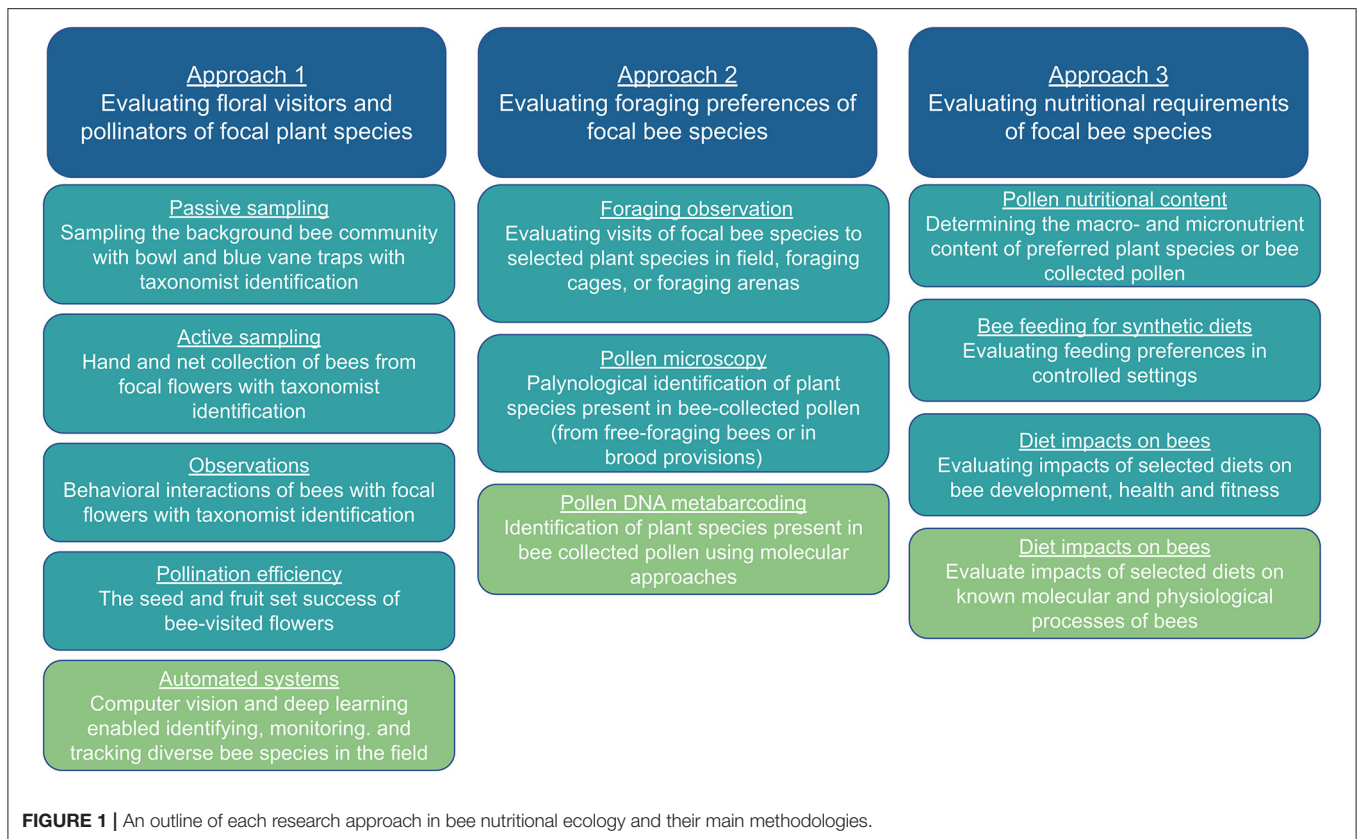 Approach 1
Evaluating floral visitors and
pollinators of focal plant species
Passive sampling
Sampling the background bee community
with bowl and blue vane traps with
taxonomist identification
Active sampling
Hand and net collection of bees from
focal flowers with taxonomist
identification
Observations
Behavioral interactions of bees with focal
flowers with taxonomist identification
Pollination efficiency
The seed and fruit set success of
bee-visited flowers
Automated systems
Computer vision and deep learning
enabled identifying, monitoring. and
tracking diverse bee species in the field
Approach 2
Evaluating foraging preferences of
focal bee species
Foraging observation
Evaluating visits of focal bee species to
selected plant species in field, foraging
cages, or foraging arenas
Pollen microscopy
Palynological identification of plant
species present in bee-collected pollen
(from free-foraging bees or in
brood provisions)
Pollen DNA metabarcoding
Identification of plant species present in
bee collected pollen using molecular
approaches
Approach 3
Evaluating nutritional requirements
of focal bee species
Pollen nutritional content
Determining the macro- and micronutrient
content of preferred plant species or bee
collected pollen
Bee feeding for synthetic diets
Evaluating feeding preferences in
controlled settings
Diet impacts on bees
Evaluating impacts of selected diets on
bee development, health and fitness
Diet impacts on bees
Evaluate impacts of selected diets on
known molecular and physiological
processes of bees
FIGURE 1 | An outline of each research approach in bee nutritional ecology and their main methodologies.